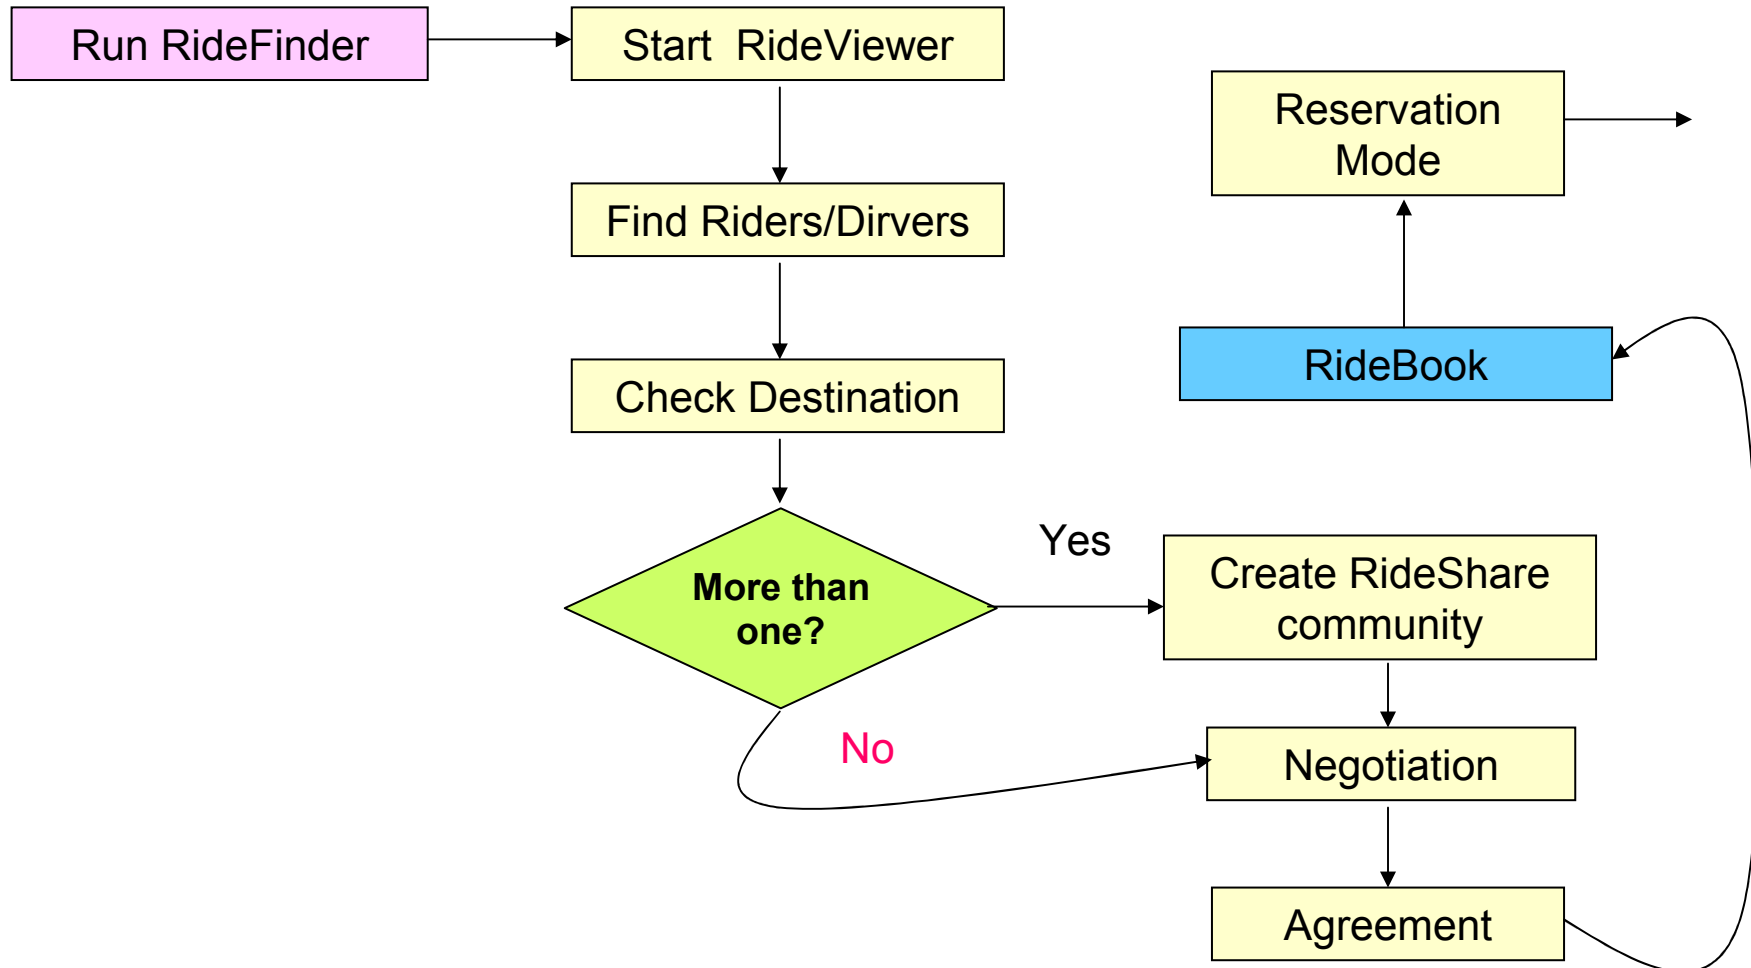 Run RideFinder
Start  RideViewer
Find Riders/Dirvers
Check Destination
More than
one?
Yes
No
Create RideShare
community
Negotiation
Agreement
RideBook
Reservation
Mode